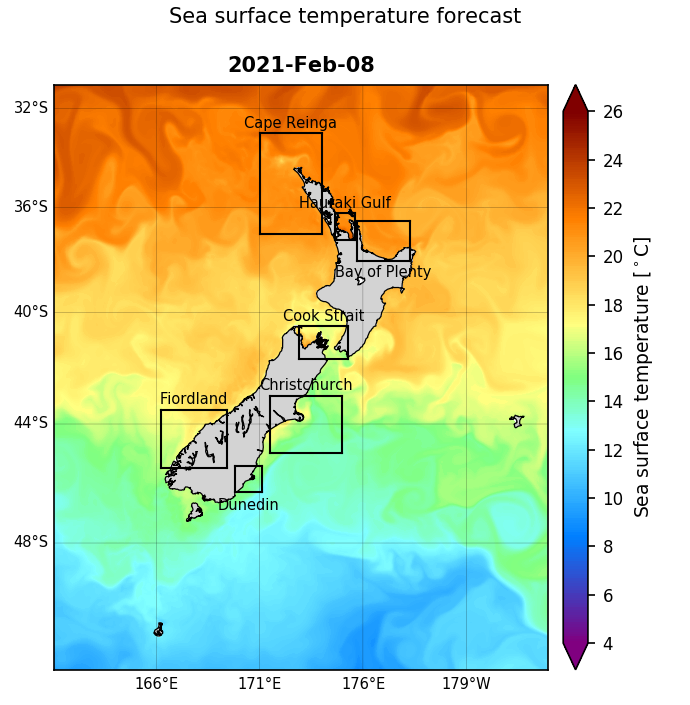 Sea surface temperature forecast
2021-Feb-08
32°S
36°S
40°S
44°S
48°S
166°E
171°E
176°E
179°W
Cape Reinga
Hauraki Gulf
Bay of Plenty
Cook Strait
Christchurch
Fiordland
Dunedin
26
24
22
20
18
16
14
12
10
8
6
4
Sea surface temperature [°C]